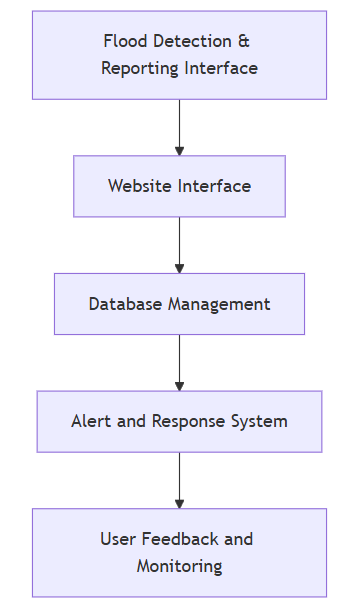 Flood Detection &
Reporting Interface
Website Interface
Database Management
Alert and Response System
User Feedback and
Monitoring